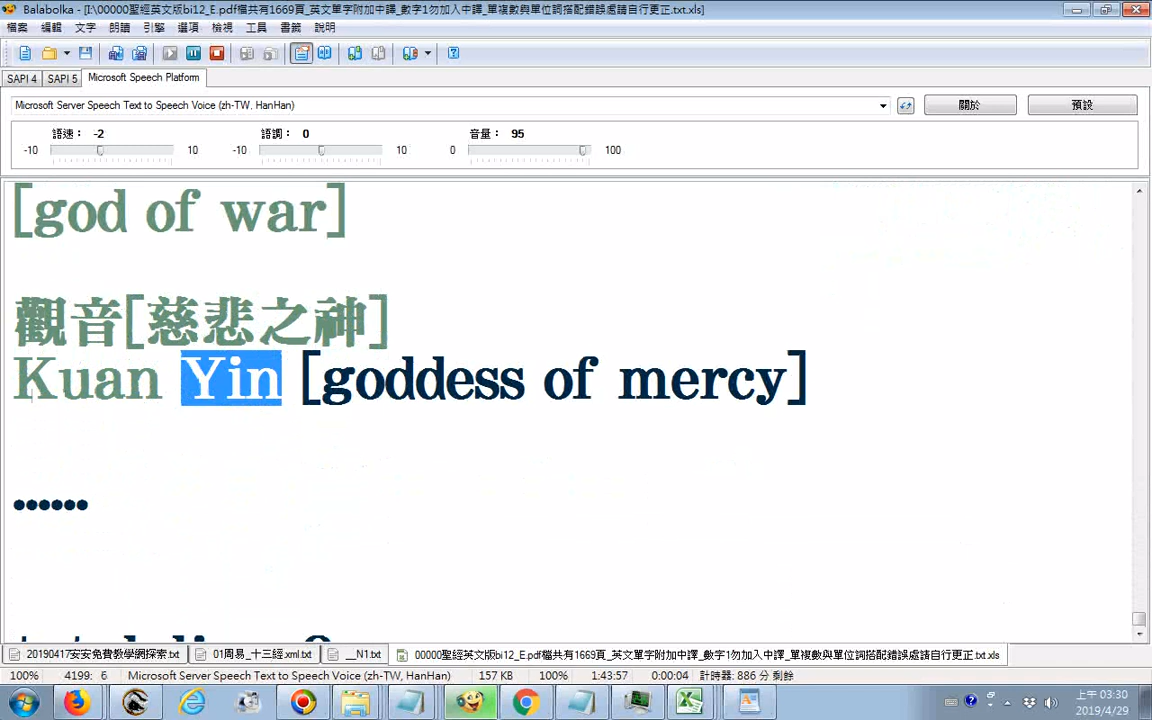 Balabolka - [I:\00000聖經英文版bi12_E.pdf檔共有1669頁_英文單字附加中譯_數字1勿加入中譯_單複數與單位詞搭配錯誤處請自行更正.txt.xls]
檔案 編輯 文字 朗讀 引擎 選項 檢視 工具 書籤 說明
SAPI 4 SAPI 5 Microsoft Speech Platform
Microsoft Server Speech Text to Speech Voice (zh-TW, HanHan) 關於 預設
語速： -2 語調： 0 音量： 95
-10 10 -10 10 0 100
[god of war]
觀音[慈悲之神]
Kuan Yin [goddess of mercy]
••••••
20190417安安免費教學網探索.txt 01周易_十三經.xml.txt __N1.txt 00000聖經英文版bi12_E.pdf檔共有1669頁_英文單字附加中譯_數字1勿加入中譯_單複數與單位詞搭配錯誤處請自行更正.txt.xls
100% 4199: 6 Microsoft Server Speech Text to Speech Voice (zh-TW, HanHan) 157 KB 100% 1:43:57 0:00:04 計時器: 886 分 剩餘
上午 03:30
2019/4/29